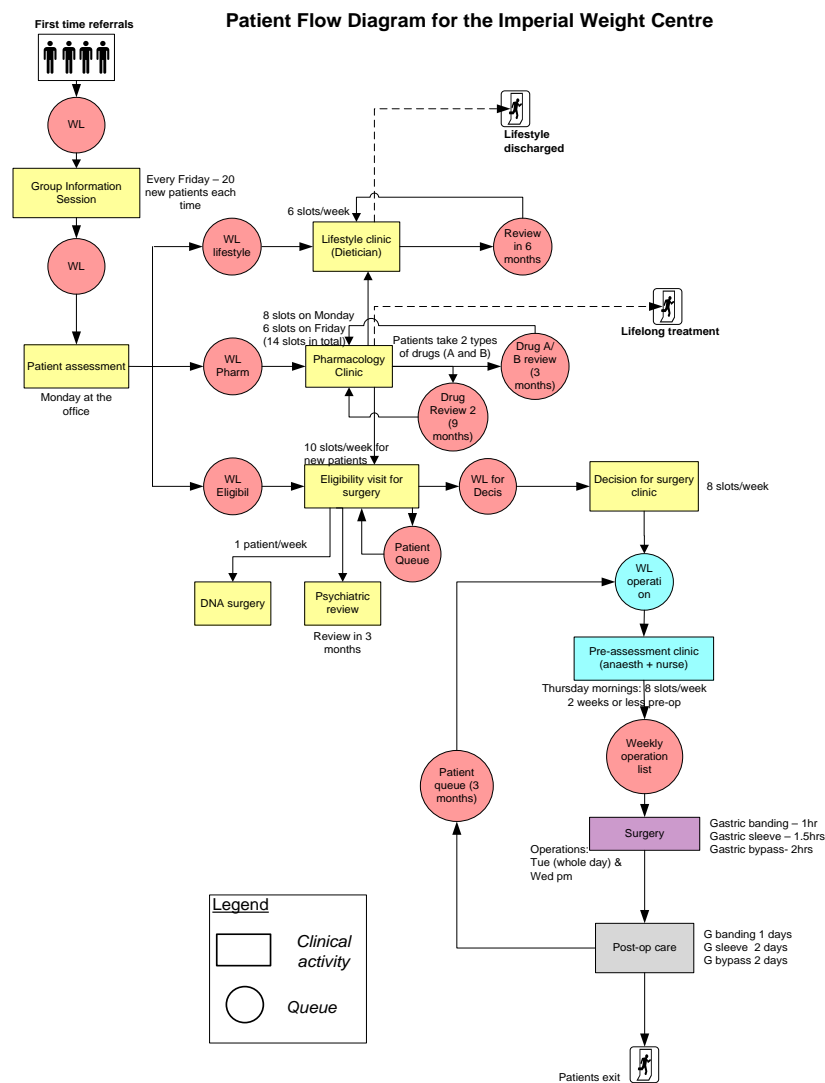 Patient Flow Diagram for the Imperial Weight Centre
First time referrals
WL
Group Information
Session
Every Friday – 20
new patients each
time
WL
Patient assessment
Monday at the
office
WL
lifestyle
6 slots/week
Lifestyle clinic
(Dietician)
Review
in 6
months
Lifestyle
discharged
WL
Pharm
8 slots on Monday
6 slots on Friday
(14 slots in total)
Pharmacology
Clinic
Patients take 2 types
of drugs (A and B)
Drug A/
B review
(3
months)
Drug
Review 2
(9
months)
Lifelong treatment
WL
Eligibil
10 slots/week for
new patients
Eligibility visit for
surgery
WL for
Decis
Decision for surgery
clinic
8 slots/week
Patient
Queue
1 patient/week
DNA surgery
Psychiatric
review
Review in 3
months
WL
operati
on
Pre-assessment clinic
(anaesth + nurse)
Thursday mornings: 8 slots/week
2 weeks or less pre-op
Weekly
operation
list
Patient
queue (3
months)
Surgery
Gastric banding – 1hr
Gastric sleeve – 1.5hrs
Gastric bypass- 2hrs
Operations:
Tue (whole day) &
Wed pm
Post-op care
G banding 1 days
G sleeve 2 days
G bypass 2 days
Patients exit
Legend
Clinical
activity
Queue